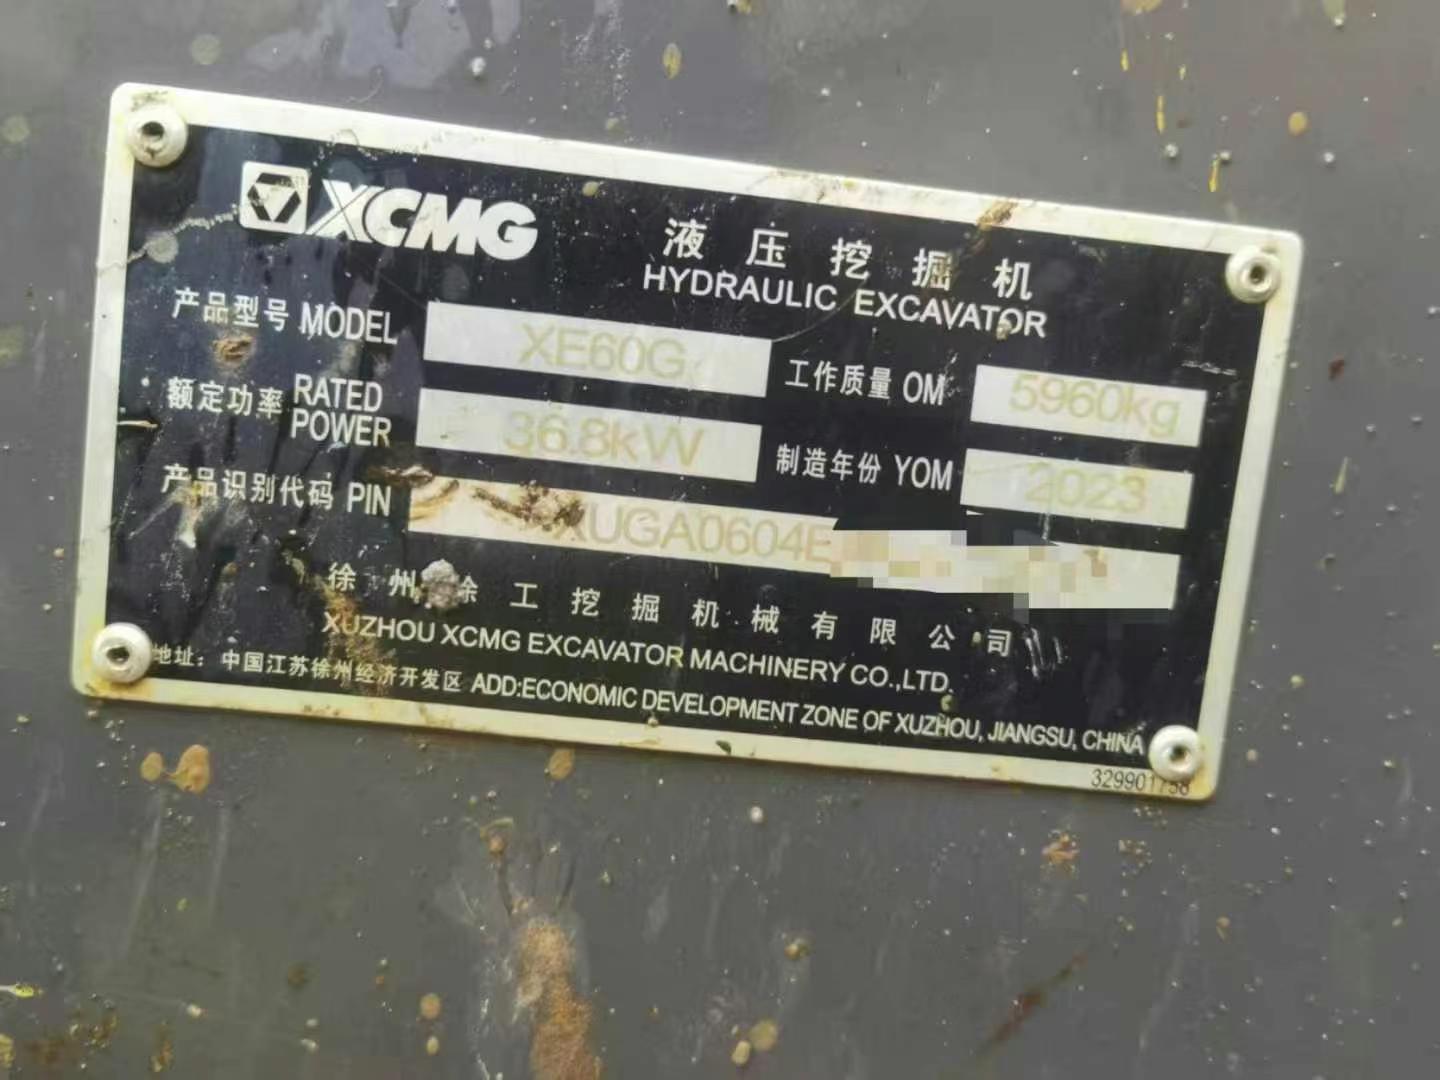 XCMG
液压挖掘机
HYDRAULIC EXCAVATOR
产品型号 MODEL XE60G 工作质量 OM 5960kg
额定功率 RATED POWER 36.8kW 制造年份 YOM 2023
产品识别代码 PIN XUGA0604E
徐州徐工挖掘机械有限公司
XUZHOU XCMG EXCAVATOR MACHINERY CO.,LTD.
地址：中国江苏徐州经济开发区 ADD:ECONOMIC DEVELOPMENT ZONE OF XUZHOU, JIANGSU, CHINA
329901758